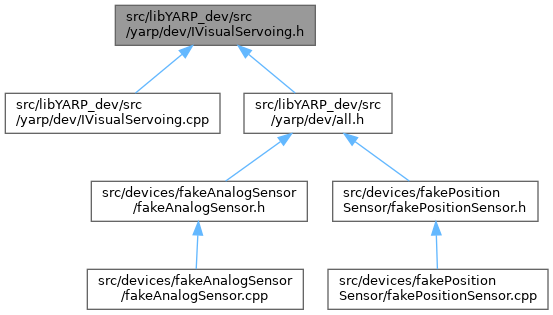 src/libYARP_dev/src
/yarp/dev/IVisualServoing.h
src/libYARP_dev/src
/yarp/dev/IVisualServoing.cpp
src/libYARP_dev/src
/yarp/dev/all.h
src/devices/fakeAnalogSensor
/fakeAnalogSensor.h
src/devices/fakePosition
Sensor/fakePositionSensor.h
src/devices/fakeAnalogSensor
/fakeAnalogSensor.cpp
src/devices/fakePosition
Sensor/fakePositionSensor.cpp